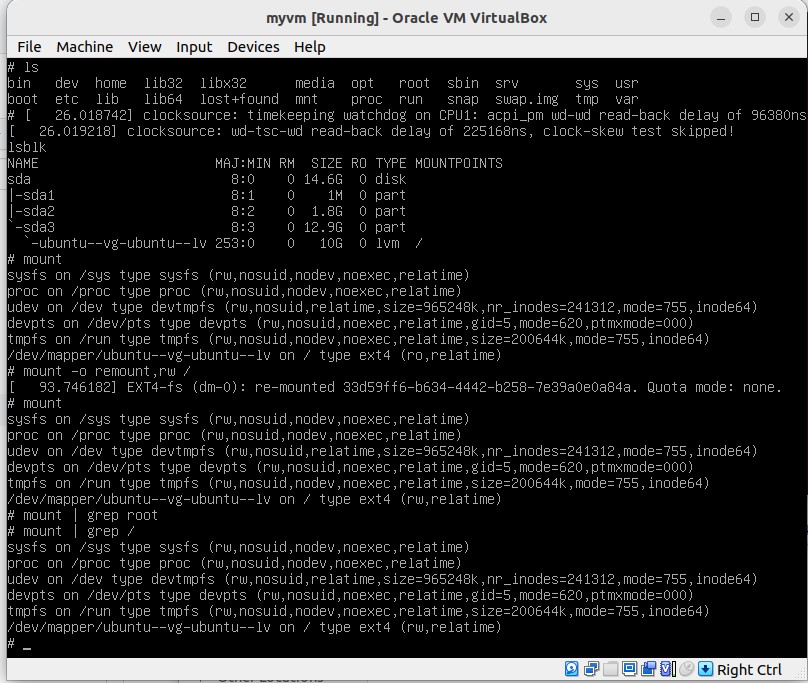 myvm [Running] - Oracle VM VirtualBox
File Machine View Input Devices Help
# ls
bin dev home lib32 libx32 media opt root sbin srv sys usr
boot etc lib lib64 lost+found mnt proc run snap swap.img tmp var
# [ 26.018742] clocksource: timekeeping watchdog on CPU1: acpi_pm wd-wd read-back delay of 96380ns
[ 26.019218] clocksource: wd-tsc-wd read-back delay of 225168ns, clock-skew test skipped!
lsblk
NAME MAJ:MIN RM SIZE RO TYPE MOUNTPOINTS
sda 8:0 0 14.6G 0 disk
|-sda1 8:1 0 1M 0 part
|-sda2 8:2 0 1.8G 0 part
`-sda3 8:3 0 12.9G 0 part
`-ubuntu--vg-ubuntu--lv 253:0 0 10G 0 lvm /
# mount
sysfs on /sys type sysfs (rw,nosuid,nodev,noexec,relatime)
proc on /proc type proc (rw,nosuid,nodev,noexec,relatime)
udev on /dev type devtmpfs (rw,nosuid,relatime,size=965248k,nr_inodes=241312,mode=755,inode64)
devpts on /dev/pts type devpts (rw,nosuid,noexec,relatime,gid=5,mode=620,ptmxmode=000)
tmpfs on /run type tmpfs (rw,nosuid,nodev,noexec,relatime,size=200644k,mode=755,inode64)
/dev/mapper/ubuntu--vg-ubuntu--lv on / type ext4 (ro,relatime)
# mount -o remount,rw /
[ 93.746182] EXT4-fs (dm-0): re-mounted 33d59ff6-b634-4442-b258-7e39a0e0a84a. Quota mode: none.
# mount
sysfs on /sys type sysfs (rw,nosuid,nodev,noexec,relatime)
proc on /proc type proc (rw,nosuid,nodev,noexec,relatime)
udev on /dev type devtmpfs (rw,nosuid,relatime,size=965248k,nr_inodes=241312,mode=755,inode64)
devpts on /dev/pts type devpts (rw,nosuid,noexec,relatime,gid=5,mode=620,ptmxmode=000)
tmpfs on /run type tmpfs (rw,nosuid,nodev,noexec,relatime,size=200644k,mode=755,inode64)
/dev/mapper/ubuntu--vg-ubuntu--lv on / type ext4 (rw,relatime)
# mount | grep root
# mount | grep /
sysfs on /sys type sysfs (rw,nosuid,nodev,noexec,relatime)
proc on /proc type proc (rw,nosuid,nodev,noexec,relatime)
udev on /dev type devtmpfs (rw,nosuid,relatime,size=965248k,nr_inodes=241312,mode=755,inode64)
devpts on /dev/pts type devpts (rw,nosuid,noexec,relatime,gid=5,mode=620,ptmxmode=000)
tmpfs on /run type tmpfs (rw,nosuid,nodev,noexec,relatime,size=200644k,mode=755,inode64)
/dev/mapper/ubuntu--vg-ubuntu--lv on / type ext4 (rw,relatime)
# _
Right Ctrl